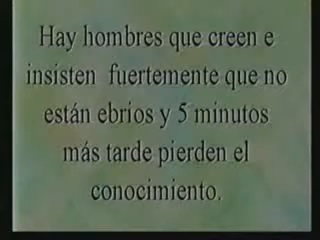 Hay hombres que creen e
insisten fuertemente que no
están ebrios y 5 minutos
más tarde pierden el
conocimiento.